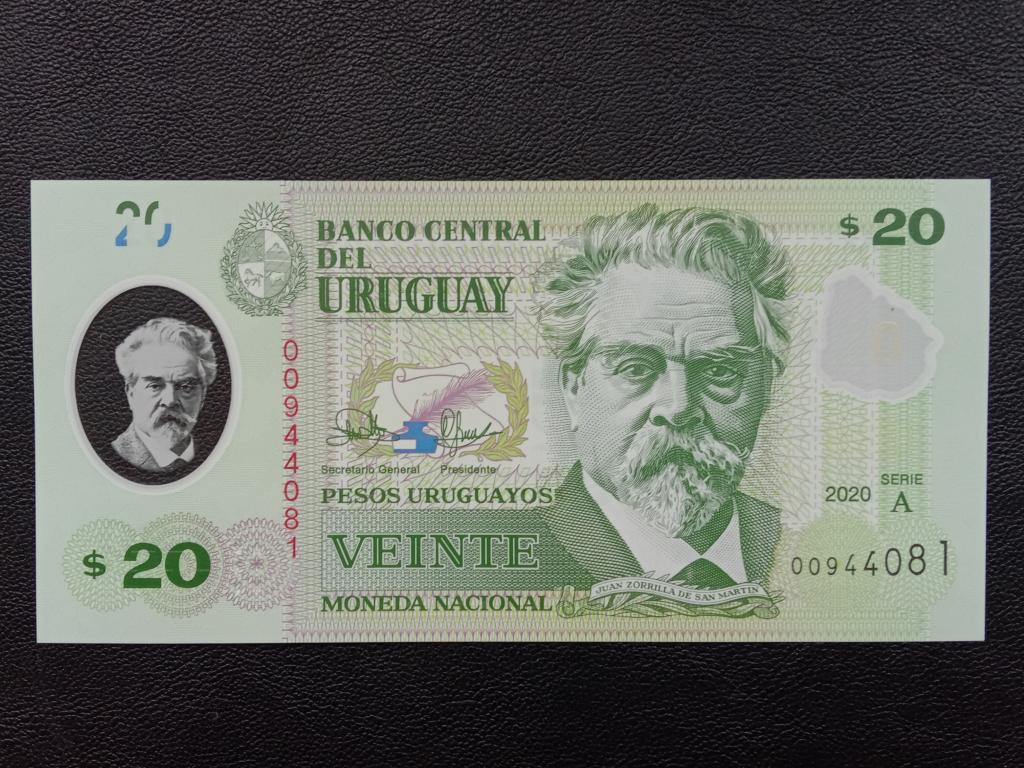 20
BANCO CENTRAL
DEL
URUGUAY
$ 20
00944081
Secretario General Presidente
PESOS URUGUAYOS
VEINTE
MONEDA NACIONAL
$ 20
JUAN ZORRILLA DE SAN MARTIN
2020 SERIE A
00944081